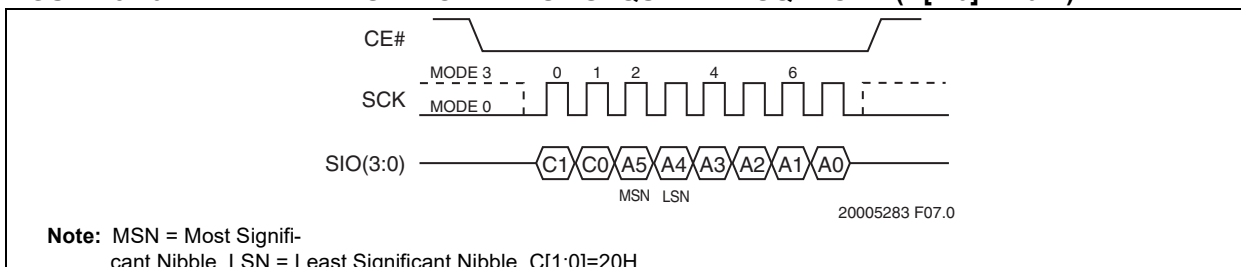 CE#
MODE 3 0 1 2 4 6
SCK MODE 0
SIO(3:0) C1 C0 A5 A4 A3 A2 A1 A0
MSN LSN
20005283 F07.0
Note: MSN = Most Signifi-
cant Nibble, LSN = Least Significant Nibble, C[1:0]=20H